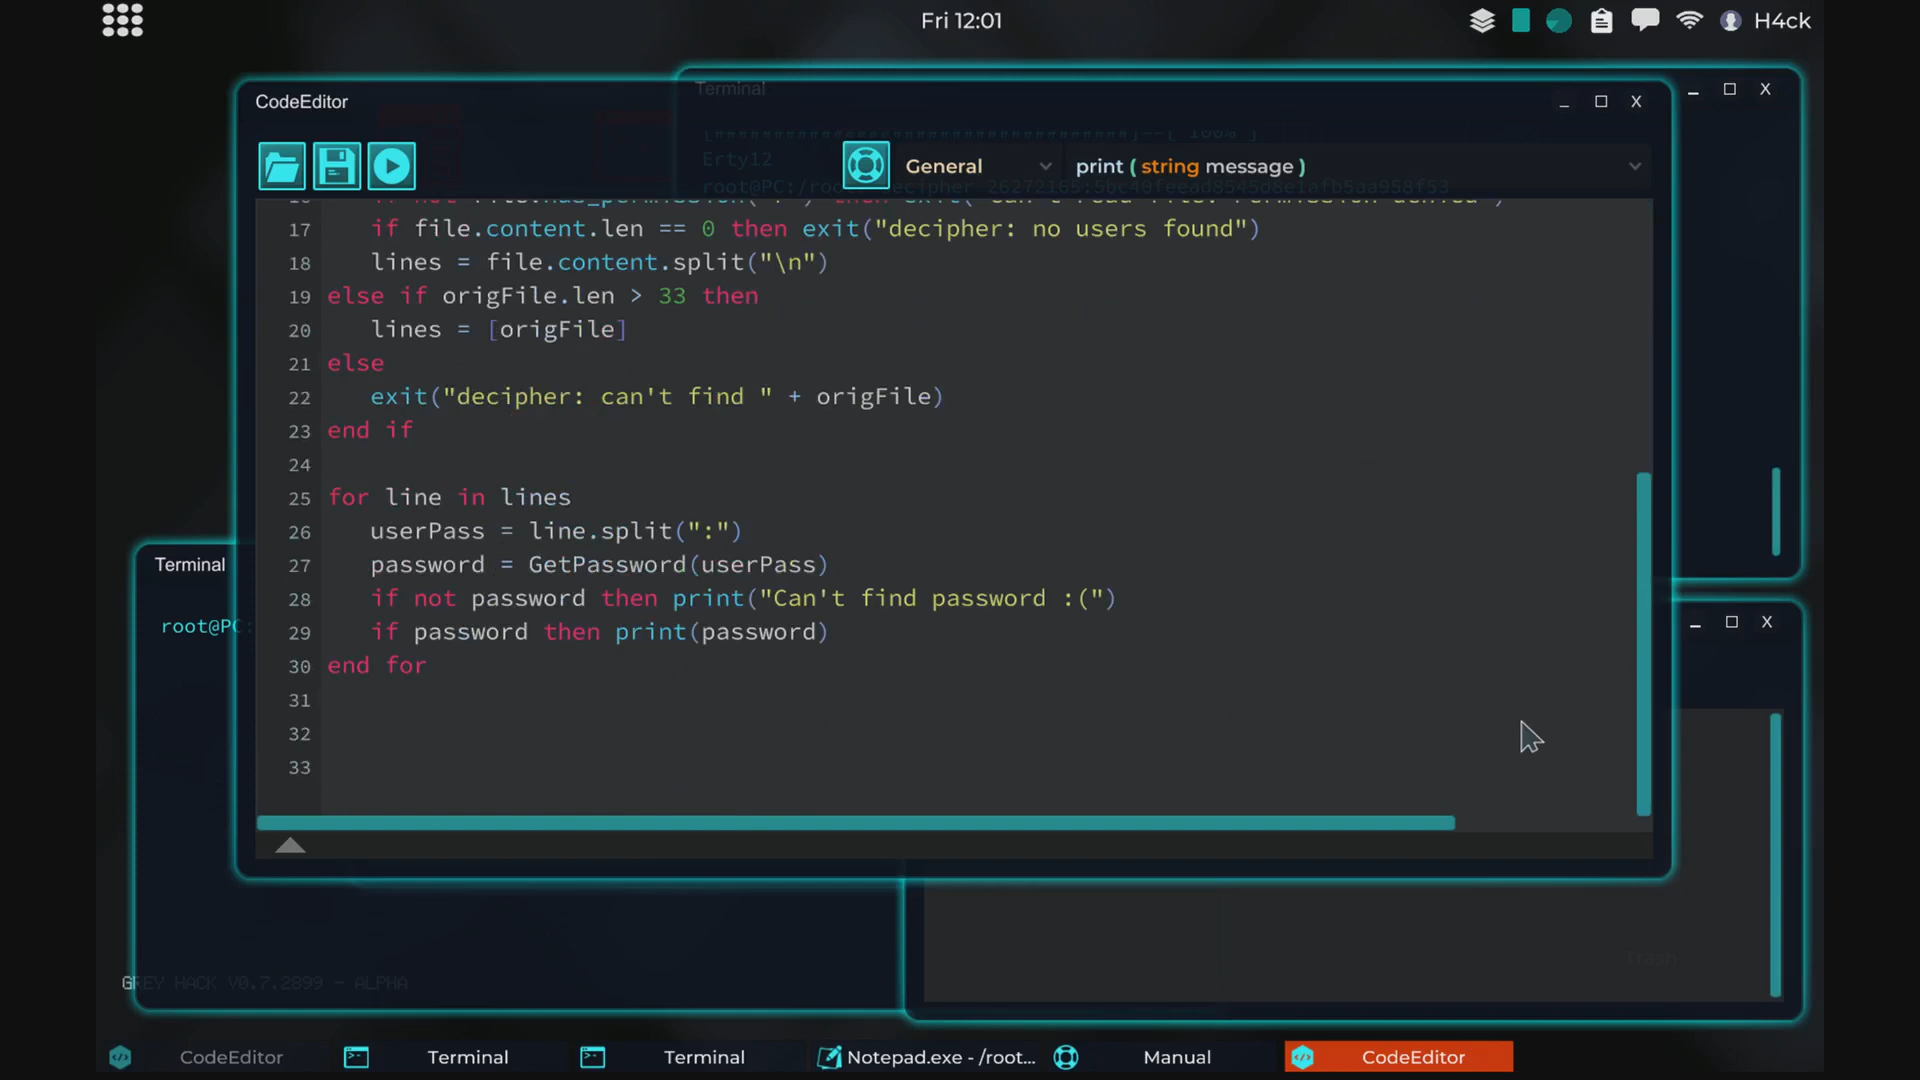 Fri 12:01
H4ck
Terminal
CodeEditor
[####################################]--[ 100% ]
Erty12
General
print ( string message )
17 if file.content.len == 0 then exit("decipher: no users found")
18 lines = file.content.split("\n")
19 else if origFile.len > 33 then
20 lines = [origFile]
21 else
22 exit("decipher: can't find " + origFile)
23 end if
24
25 for line in lines
26 userPass = line.split(":")
27 password = GetPassword(userPass)
28 if not password then print("Can't find password :(")
29 if password then print(password)
30 end for
31
32
33
Terminal
root@PC:
Trash
GREY HACK V0.7.2899 - ALPHA
CodeEditor
Terminal
Terminal
Notepad.exe - /root...
Manual
CodeEditor